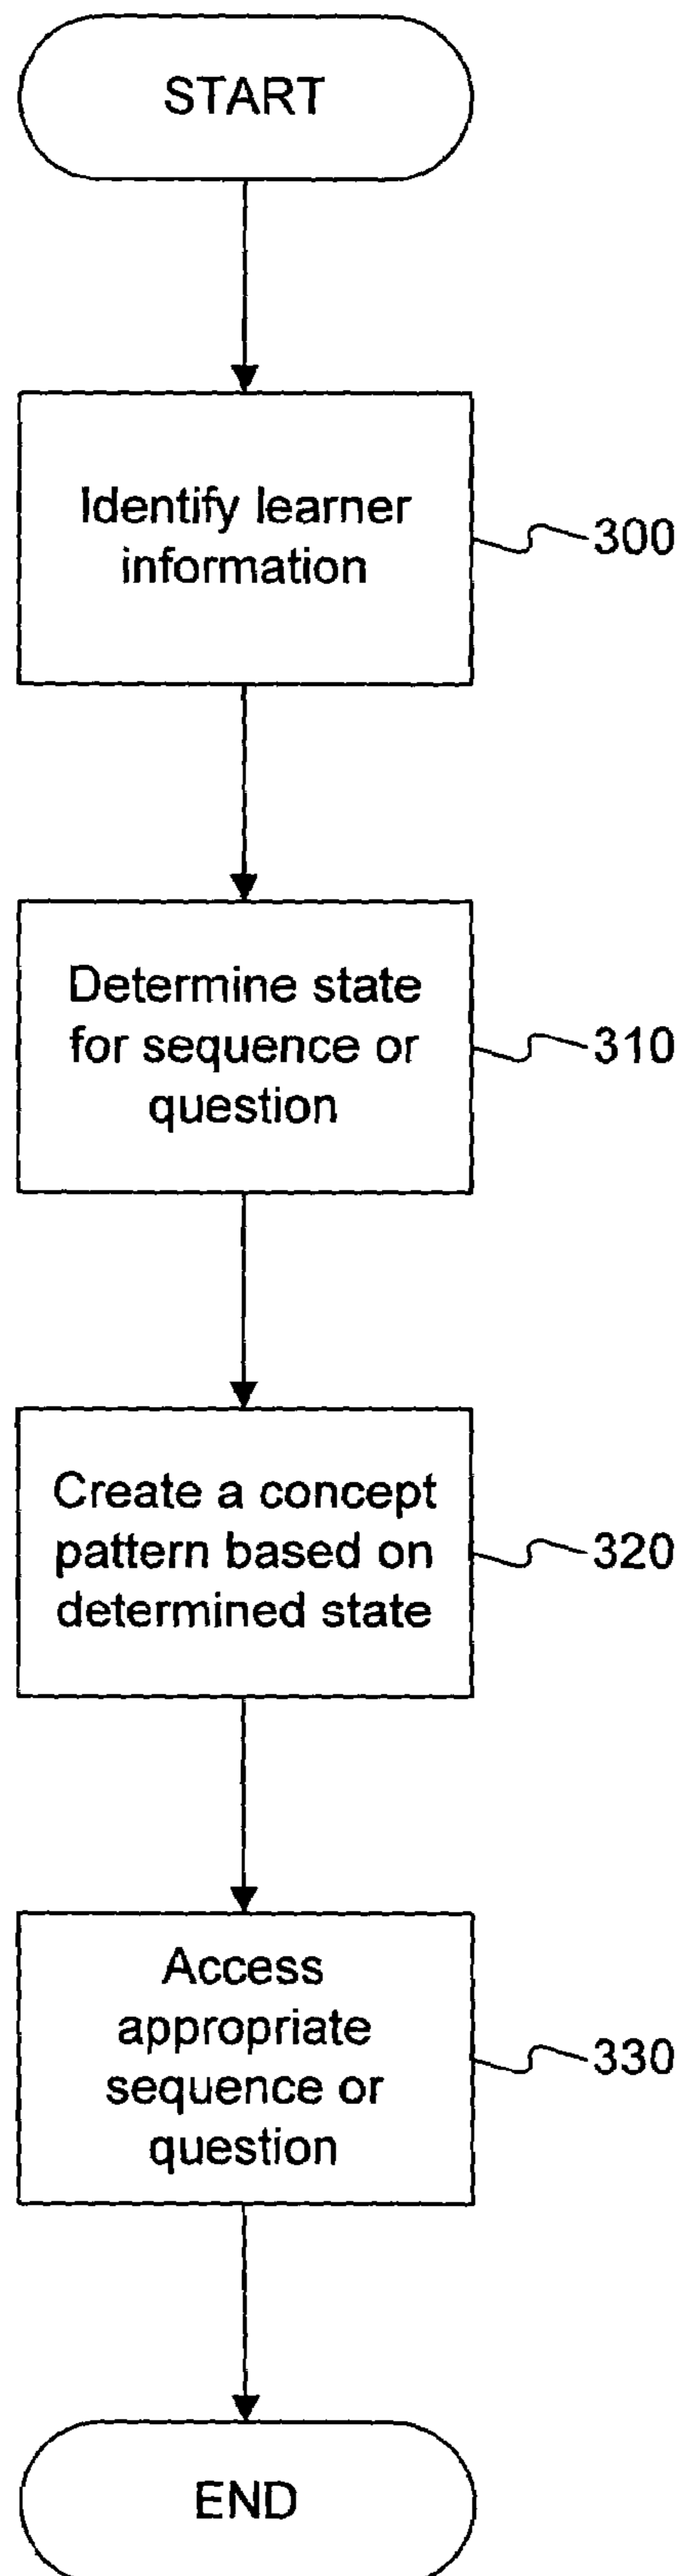 START
Identify learner
information
300
Determine state
for sequence or
question
310
Create a concept
pattern based on
determined state
320
Access
appropriate
sequence or
question
330
END